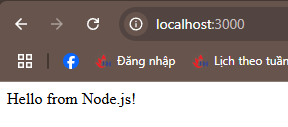 localhost:3000
Đăng nhập
Lịch theo tuần
Hello from Node.js!